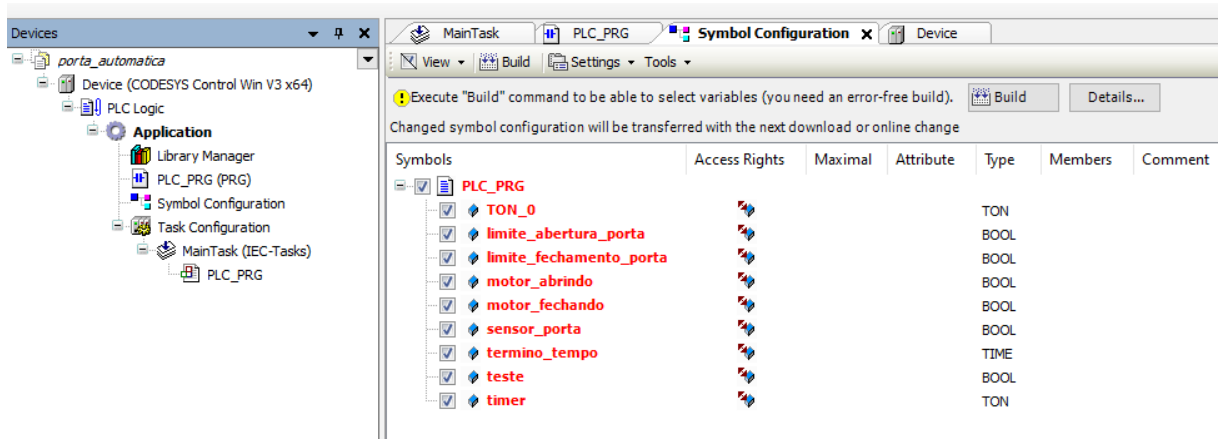 Devices
porta_automatica
Device (CODESYS Control Win V3 x64)
PLC Logic
Application
Library Manager
PLC_PRG (PRG)
Symbol Configuration
Task Configuration
MainTask (IEC-Tasks)
PLC_PRG
MainTask PLC_PRG Symbol Configuration Device
View Build Settings Tools
Execute "Build" command to be able to select variables (you need an error-free build). Build Details...
Changed symbol configuration will be transferred with the next download or online change
Symbols Access Rights Maximal Attribute Type Members Comment
PLC_PRG
TON_0 TON
limite_abertura_porta BOOL
limite_fechamento_porta BOOL
motor_abrindo BOOL
motor_fechando BOOL
sensor_porta BOOL
termino_tempo TIME
teste BOOL
timer TON